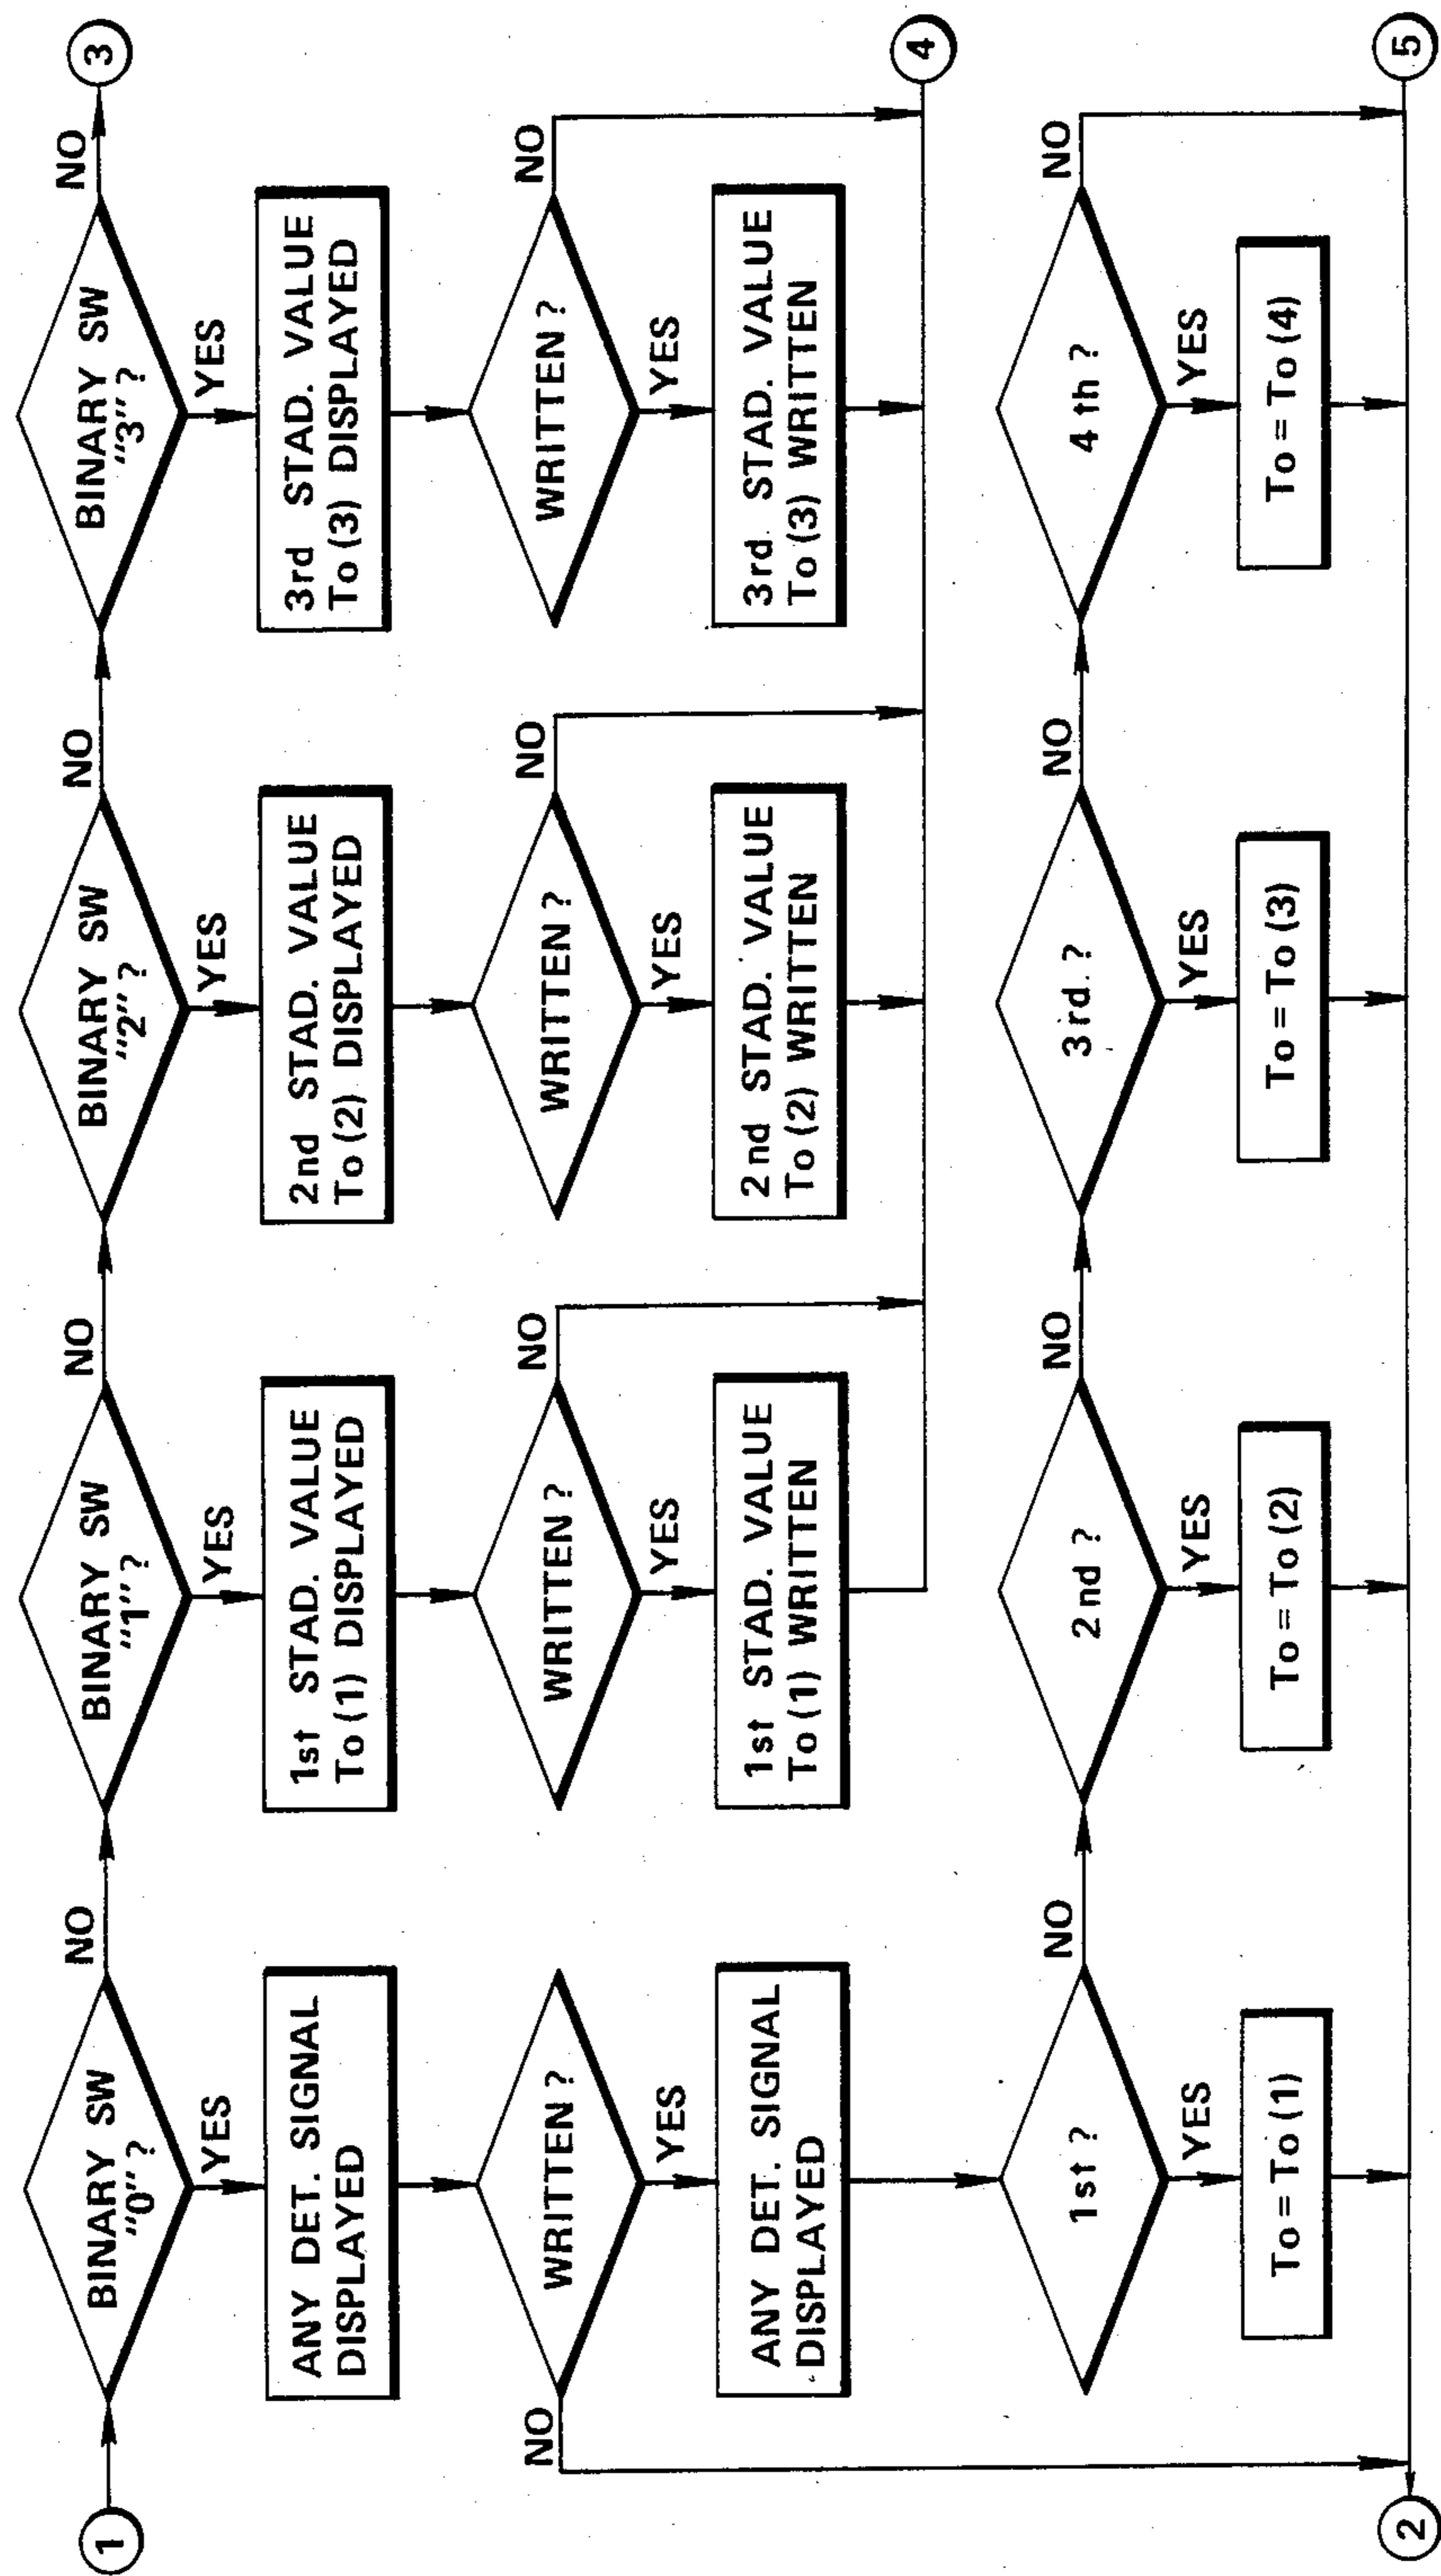 1
BINARY SW
"0"?
NO
BINARY SW
"1"?
NO
BINARY SW
"2"?
NO
BINARY SW
"3"?
NO
3
YES
YES
YES
YES
ANY DET. SIGNAL
DISPLAYED
1st STAD. VALUE
To (1) DISPLAYED
2nd STAD. VALUE
To (2) DISPLAYED
3rd STAD. VALUE
To (3) DISPLAYED
NO
WRITTEN ?
WRITTEN ?
NO
WRITTEN ?
NO
WRITTEN ?
NO
YES
YES
YES
YES
ANY DET. SIGNAL
DISPLAYED
1st STAD. VALUE
To (1) WRITTEN
2nd STAD. VALUE
To (2) WRITTEN
3rd. STAD. VALUE
To (3) WRITTEN
4
1st ?
NO
2nd ?
NO
3rd. ?
NO
4th ?
NO
YES
YES
YES
YES
To = To (1)
To = To (2)
To = To (3)
To = To (4)
2
5